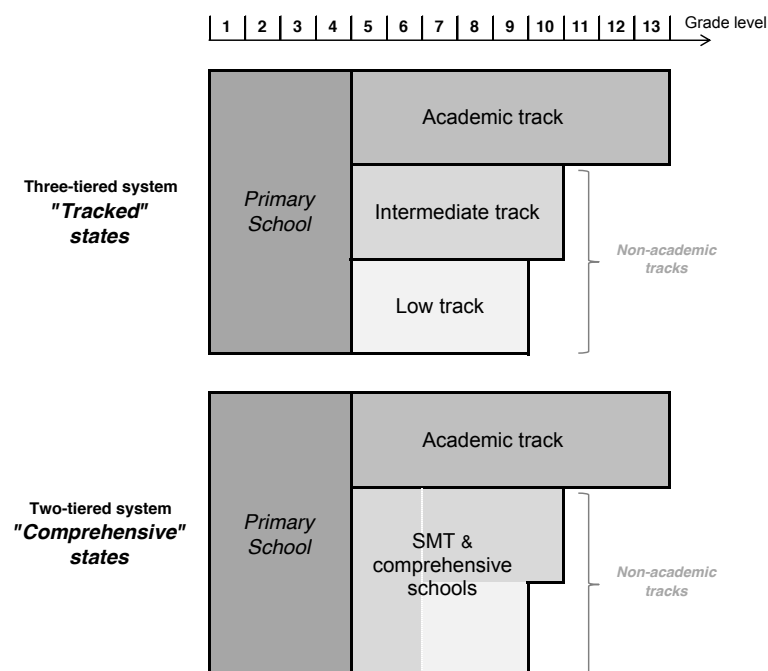 1 2 3 4 5 6 7 8 9 10 11 12 13 Grade level
Academic track
Three-tiered system
"Tracked"
states
Primary
School
Intermediate track
Non-academic
tracks
Low track
Academic track
Two-tiered system
"Comprehensive"
states
Primary
School
SMT &
comprehensive
schools
Non-academic
tracks